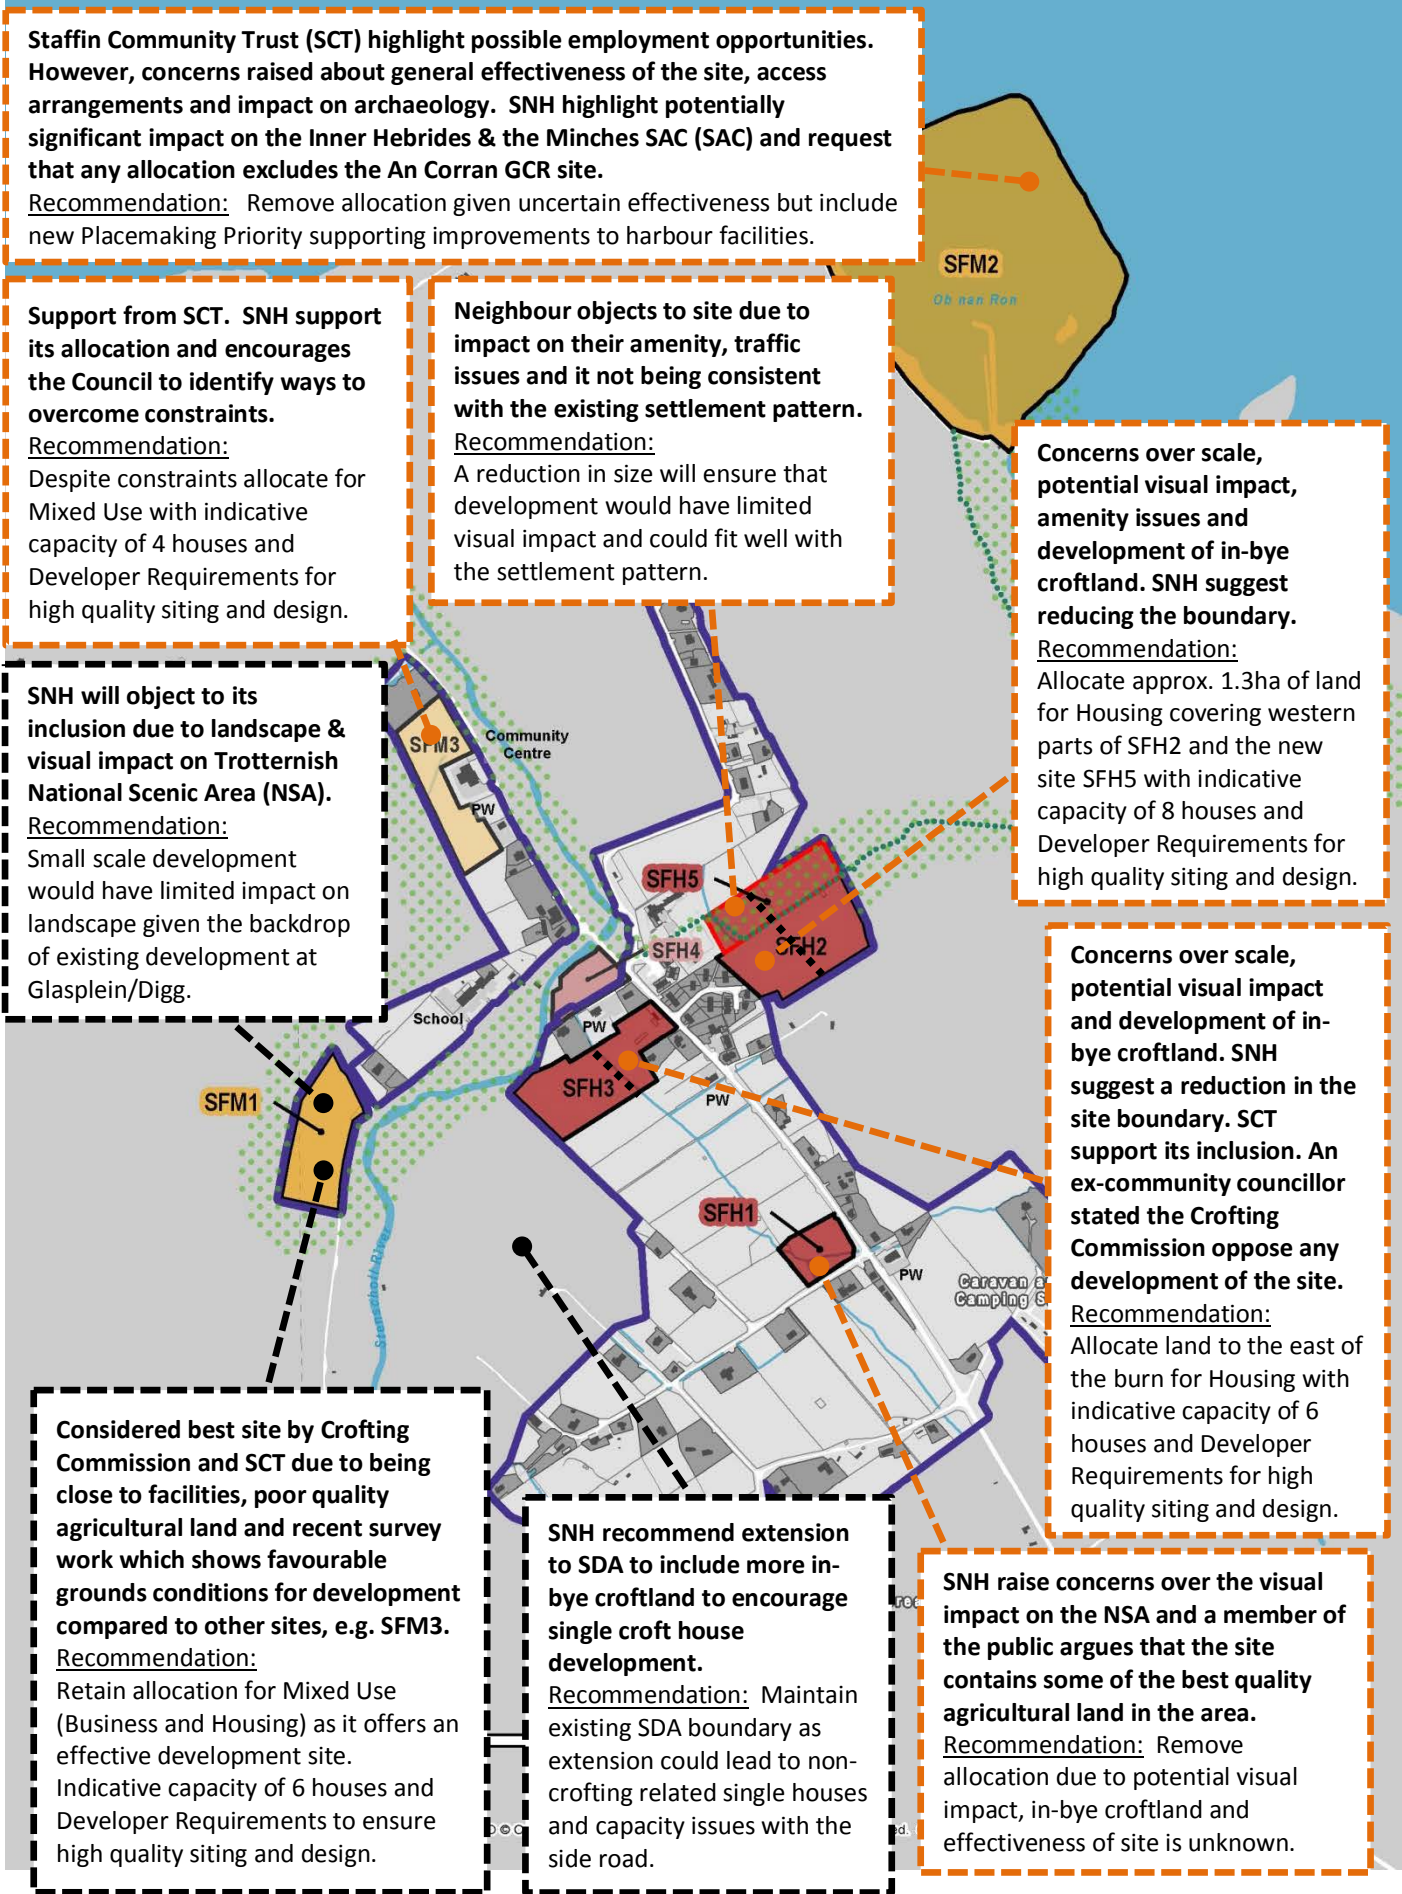 Staffin Community Trust (SCT) highlight possible employment opportunities.
However, concerns raised about general effectiveness of the site, access
arrangements and impact on archaeology.  SNH highlight potentially
significant impact on the Inner Hebrides & the Minches SAC (SAC) and request
that any allocation excludes the An Corran GCR site.
Recommendation:   Remove allocation given uncertain effectiveness but include
new Placemaking Priority supporting improvements to harbour facilities.
SFM2
Ob nan Ron
Support from SCT.  SNH support
its allocation and encourages
the Council to identify ways to
overcome constraints.
Recommendation:
Despite constraints allocate for
Mixed Use with indicative
capacity of 4 houses and
Developer Requirements for
high quality siting and design.
Neighbour objects to site due to
impact on their amenity, traffic
issues and it not being consistent
with the existing settlement pattern.
Recommendation:
A reduction in size will ensure that
development would have limited
visual impact and could fit well with
the settlement pattern.
Concerns over scale,
potential visual impact,
amenity issues and
development of in-bye
croftland. SNH suggest
reducing the boundary.
Recommendation:
Allocate approx. 1.3ha of land
for Housing covering western
parts of SFH2 and the new
site SFH5 with indicative
capacity of 8 houses and
Developer Requirements for
high quality siting and design.
SNH will object to its
inclusion due to landscape &
visual impact on Trotternish
National Scenic Area (NSA).
Recommendation:
Small scale development
would have limited impact on
landscape given the backdrop
of existing development at
Glasplein/Digg.
SFM3
Community
Centre
PW
SFH5
SFH4
SFH2
School
PW
SFH3
PW
SFM1
SFH1
PW
Caravan a
Camping S
Stenscholl River
Concerns over scale,
potential visual impact
and development of in-
bye croftland. SNH
suggest a reduction in the
site boundary. SCT
support its inclusion. An
ex-community councillor
stated the Crofting
Commission oppose any
development of the site.
Recommendation:
Allocate land to the east of
the burn for Housing with
indicative capacity of 6
houses and Developer
Requirements for high
quality siting and design.
Considered best site by Crofting
Commission and SCT due to being
close to facilities, poor quality
agricultural land and recent survey
work which shows favourable
grounds conditions for development
compared to other sites, e.g. SFM3.
Recommendation:
Retain allocation for Mixed Use
(Business and Housing) as it offers an
effective development site.
Indicative capacity of 6 houses and
Developer Requirements to ensure
high quality siting and design.
SNH recommend extension
to SDA to include more in-
bye croftland to encourage
single croft house
development.
Recommendation:  Maintain
existing SDA boundary as
extension could lead to non-
crofting related single houses
and capacity issues with the
side road.
SNH raise concerns over the visual
impact on the NSA and a member of
the public argues that the site
contains some of the best quality
agricultural land in the area.
Recommendation:  Remove
allocation due to potential visual
impact, in-bye croftland and
effectiveness of site is unknown.